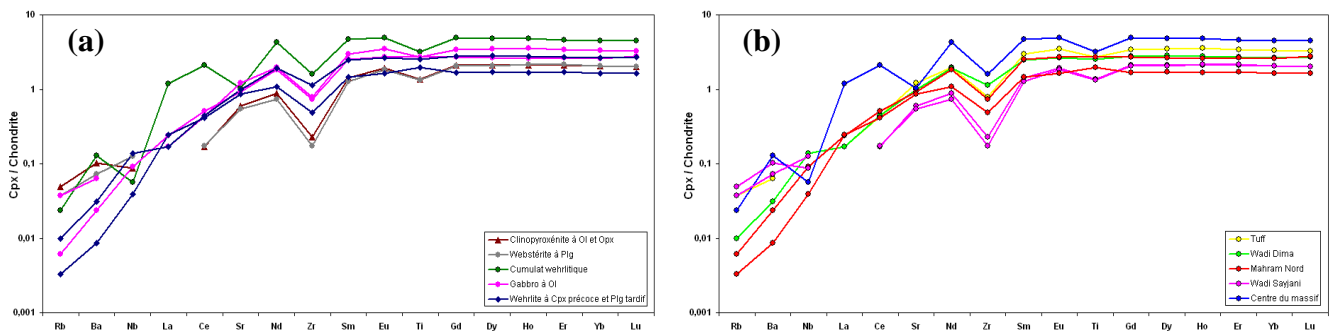 (a)
Cpx / Chondrite
10
1
0,1
0,01
0,001
Rb Ba Nb La Ce Sr Nd Zr Sm Eu Ti Gd Dy Ho Er Yb Lu
Clinopyroxénite à Ol et Opx
Webstérite à Plg
Cumulat wehrlitique
Gabbro à Ol
Wehrlite à Cpx précoce et Plg tardif
(b)
Cpx / Chondrite
10
1
0,1
0,01
0,001
Rb Ba Nb La Ce Sr Nd Zr Sm Eu Ti Gd Dy Ho Er Yb Lu
Tuff
Wadi Dima
Mahram Nord
Wadi Sayjani
Centre du massif